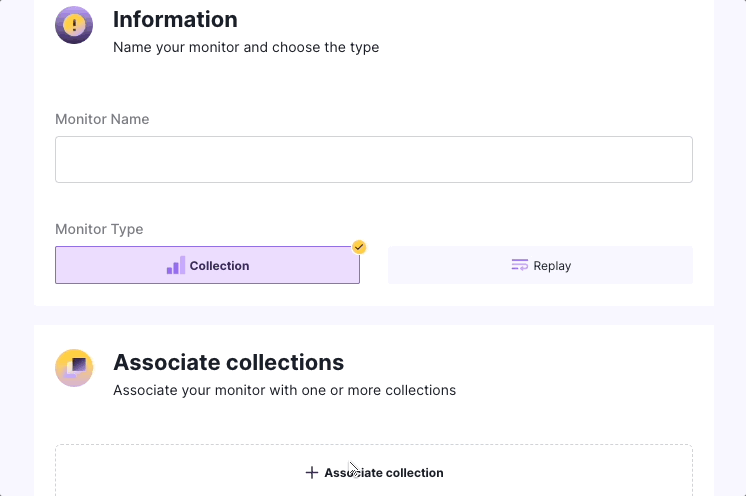 Information
Name your monitor and choose the type
Monitor Name
Monitor Type
Collection
Replay
Associate collections
Associate your monitor with one or more collections
Associate collection